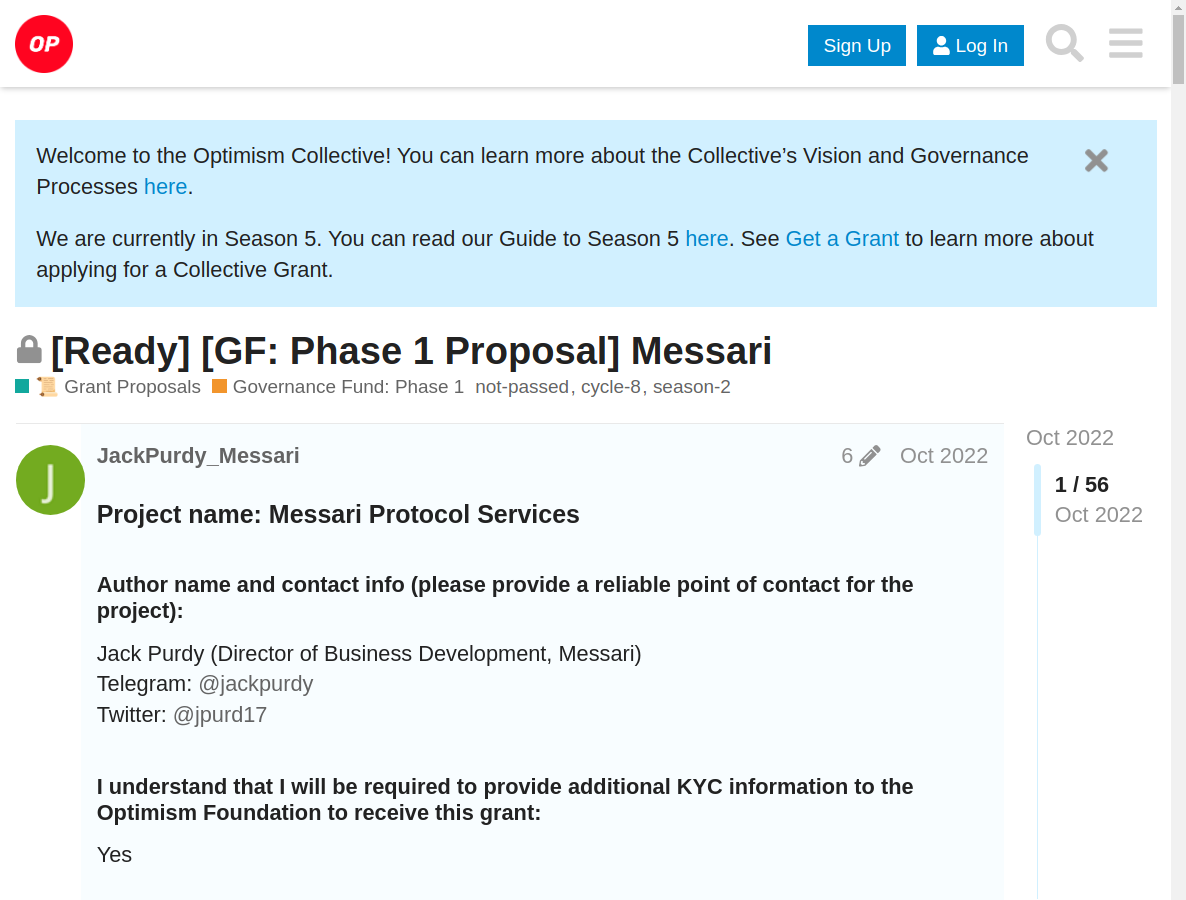 OP
Sign Up
Log In
Welcome to the Optimism Collective! You can learn more about the Collective’s Vision and Governance
Processes here.
We are currently in Season 5. You can read our Guide to Season 5 here. See Get a Grant to learn more about
applying for a Collective Grant.
[Ready] [GF: Phase 1 Proposal] Messari
Grant Proposals Governance Fund: Phase 1 not-passed, cycle-8, season-2
J
JackPurdy_Messari 6 Oct 2022
Project name: Messari Protocol Services
Author name and contact info (please provide a reliable point of contact for the
project):
Jack Purdy (Director of Business Development, Messari)
Telegram: @jackpurdy
Twitter: @jpurd17
I understand that I will be required to provide additional KYC information to the
Optimism Foundation to receive this grant:
Yes
Oct 2022
1 / 56
Oct 2022